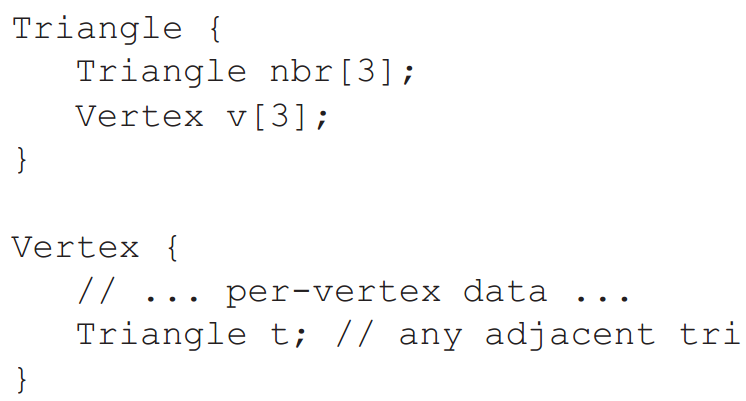 Triangle {
Triangle nbr[3];
Vertex v[3];
}
Vertex {
// ... per-vertex data ...
Triangle t; // any adjacent tri
}